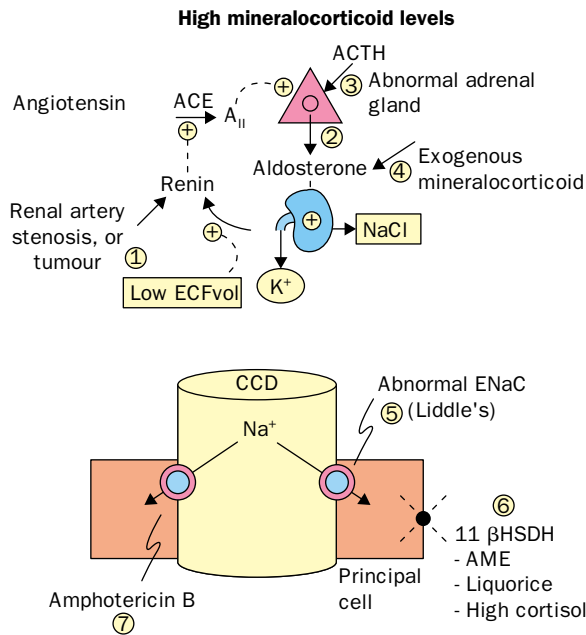 High mineralocorticoid levels
ACTH
+
③ Abnormal adrenal
gland
Angiotensin
ACE
AII
+
②
Aldosterone
④
Exogenous
mineralocorticoid
Renin
Renal artery
stenosis, or
tumour
①
+
+
NaCl
Low ECFvol
K⁺
CCD
Na⁺
Abnormal ENaC
⑤ (Liddle's)
⑥
11 βHSDH
- AME
- Liquorice
- High cortisol
Principal
cell
Amphotericin B
⑦